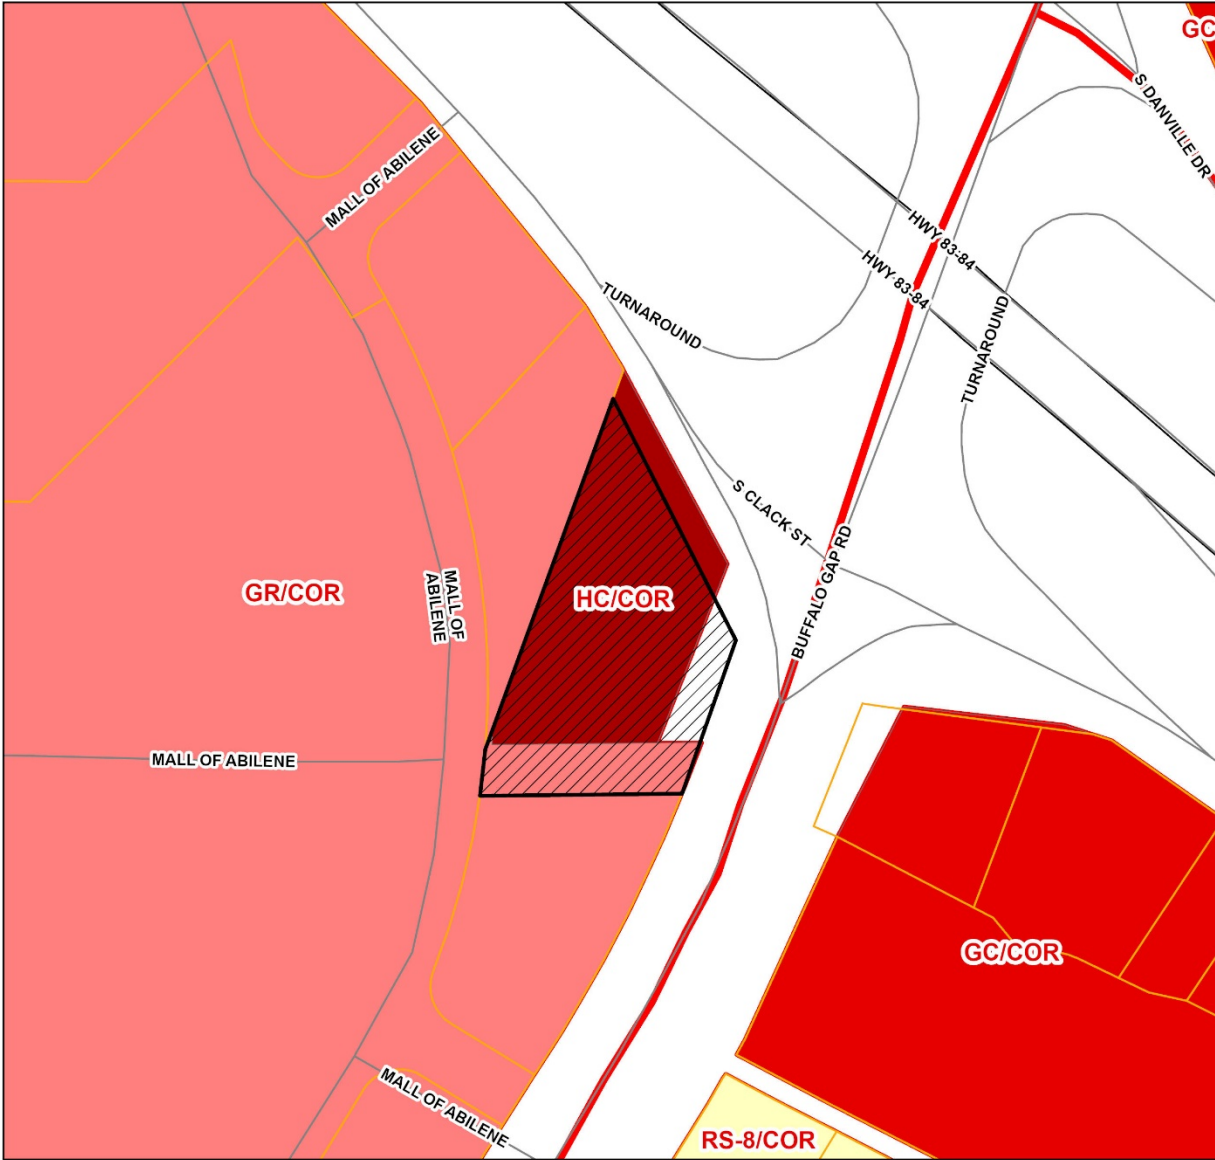 GC
S DANVILLE DR
MALL OF ABILENE
HWY 83-84
HWY 83-84
TURNAROUND
TURNAROUND
S CLACK ST
BUFFALO GAP RD
GR/COR
MALL OF
ABILENE
HC/COR
MALL OF ABILENE
GC/COR
MALL OF ABILENE
RS-8/COR